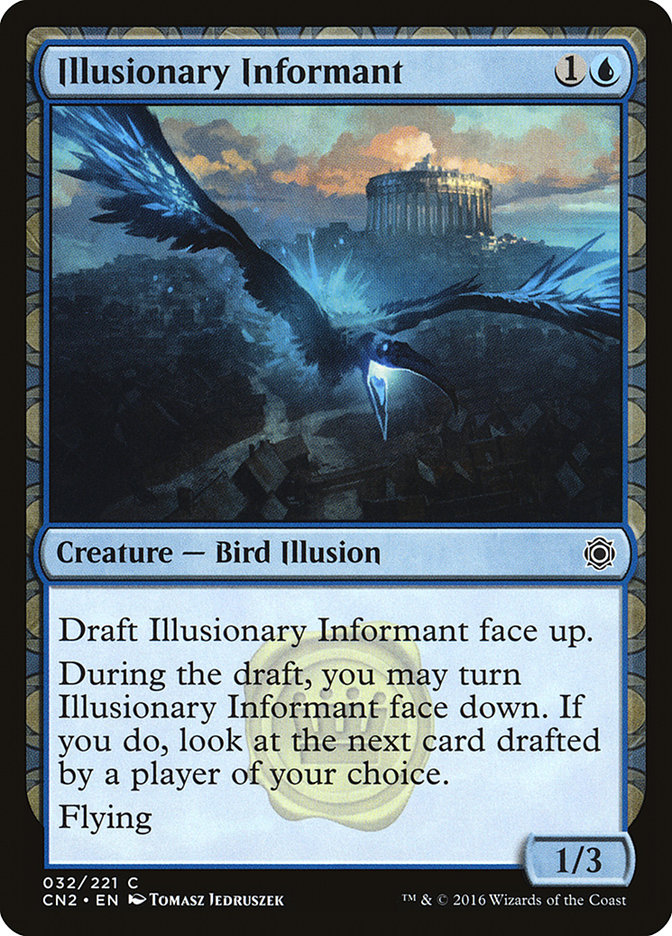 Illusionary Informant 1
Creature — Bird Illusion
Draft Illusionary Informant face up.
During the draft, you may turn
Illusionary Informant face down. If
you do, look at the next card drafted
by a player of your choice.
Flying
1/3
032/221 C
CN2 • EN Tomasz Jedruszek
™ & © 2016 Wizards of the Coast